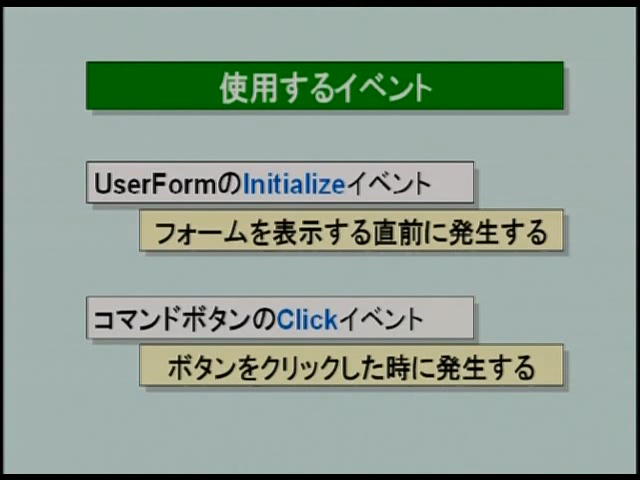 使用するイベント
UserFormのInitializeイベント
フォームを表示する直前に発生する
コマンドボタンのClickイベント
ボタンをクリックした時に発生する